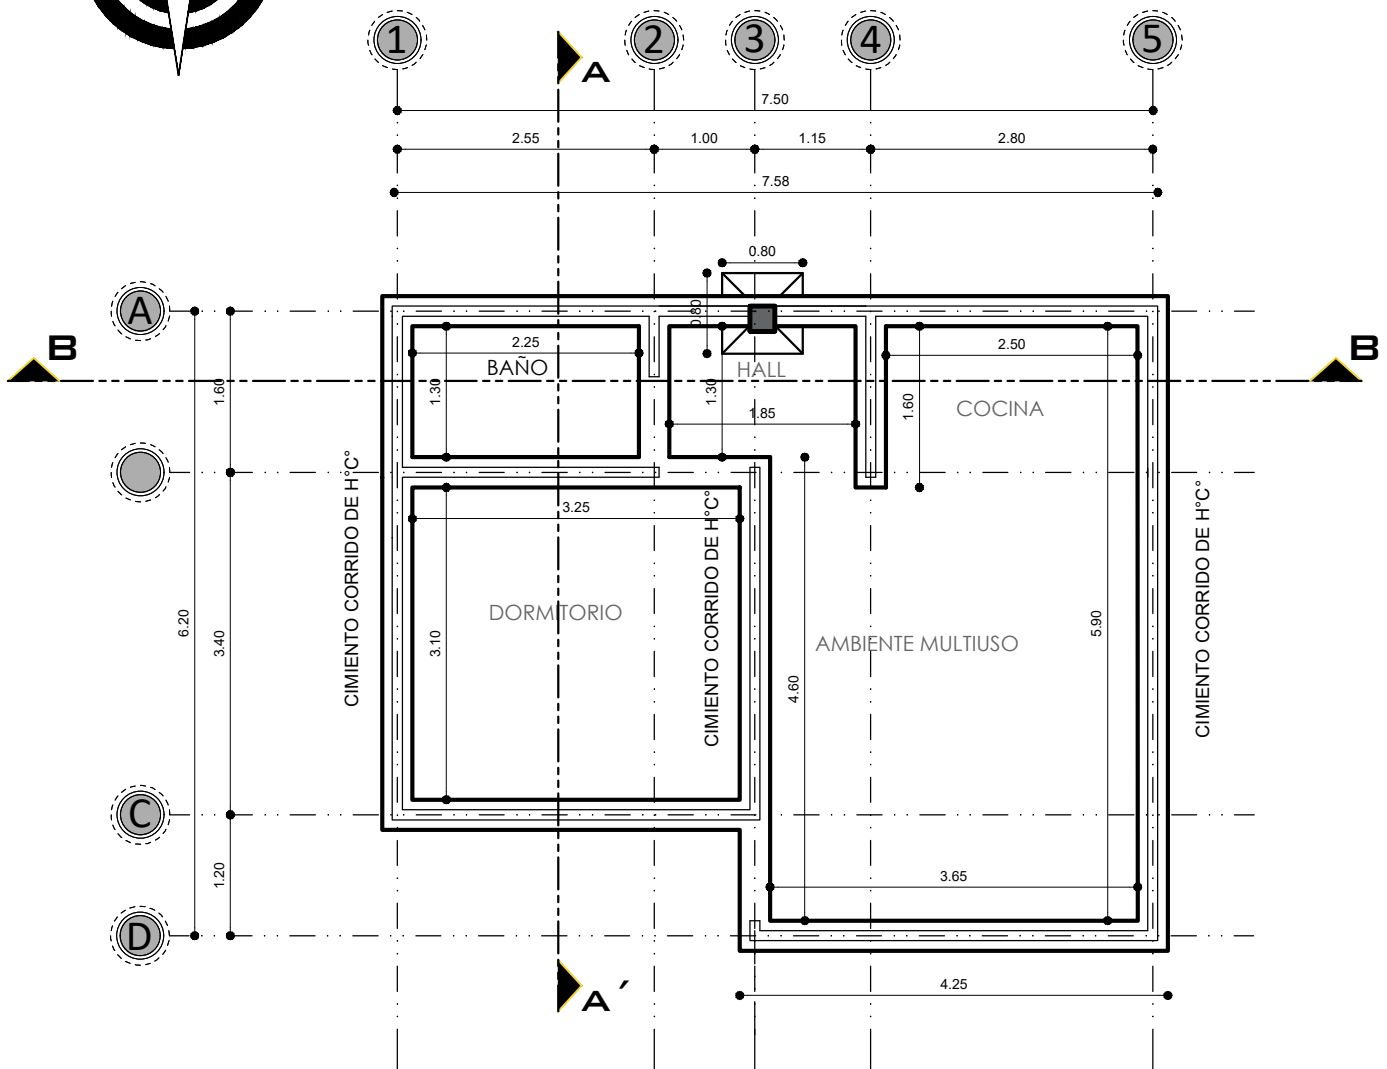 1 2 3 4 5
A
7.50
2.55 1.00 1.15 2.80
7.58
0.80
0.80
A
B B
2.25
BAÑO
1.30
HALL
1.30
1.85
2.50
COCINA
1.60
1.60
CIMIENTO CORRIDO DE H°C°
CIMIENTO CORRIDO DE H°C°
CIMIENTO CORRIDO DE H°C°
3.25
DORMITORIO
3.10
6.20
3.40
AMBIENTE MULTIUSO
4.60
5.90
C
1.20
3.65
D
A´
4.25